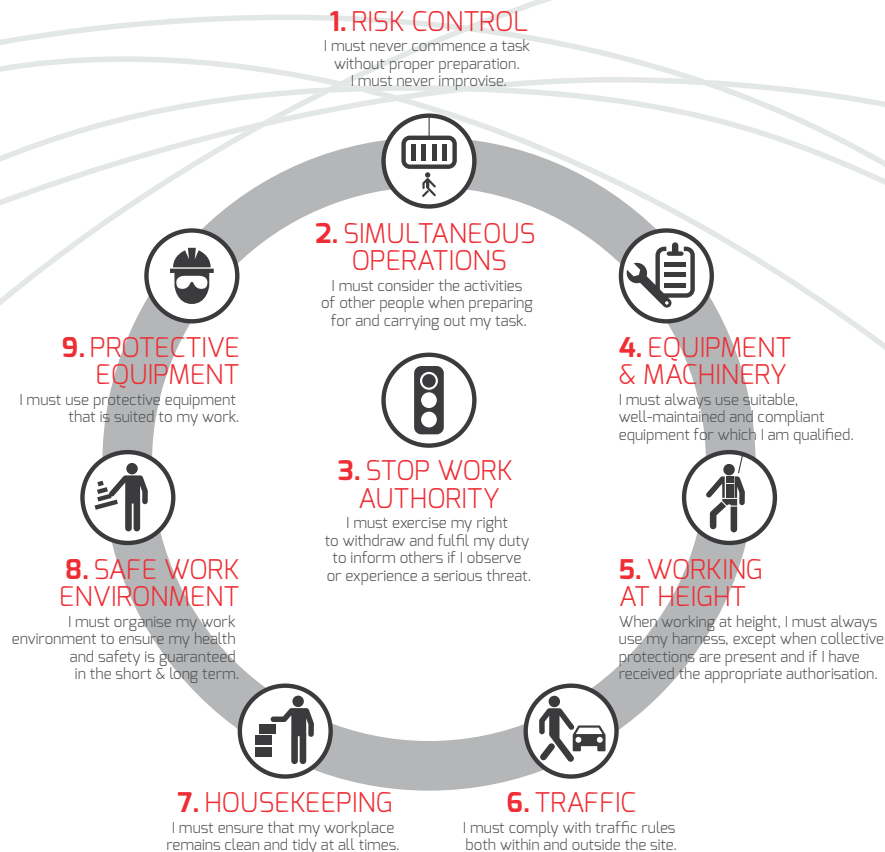 1. RISK CONTROL
I must never commence a task
without proper preparation.
I must never improvise.
2. SIMULTANEOUS
OPERATIONS
I must consider the activities
of other people when preparing
for and carrying out my task.
3. STOP WORK
AUTHORITY
I must exercise my right
to withdraw and fulfil my duty
to inform others if I observe
or experience a serious threat.
4. EQUIPMENT
& MACHINERY
I must always use suitable,
well-maintained and compliant
equipment for which I am qualified.
5. WORKING
AT HEIGHT
When working at height, I must always
use my harness, except when collective
protections are present and if I have
received the appropriate authorisation.
6. TRAFFIC
I must comply with traffic rules
both within and outside the site.
7. HOUSEKEEPING
I must ensure that my workplace
remains clean and tidy at all times.
8. SAFE WORK
ENVIRONMENT
I must organise my work
environment to ensure my health
and safety is guaranteed
in the short & long term.
9. PROTECTIVE
EQUIPMENT
I must use protective equipment
that is suited to my work.